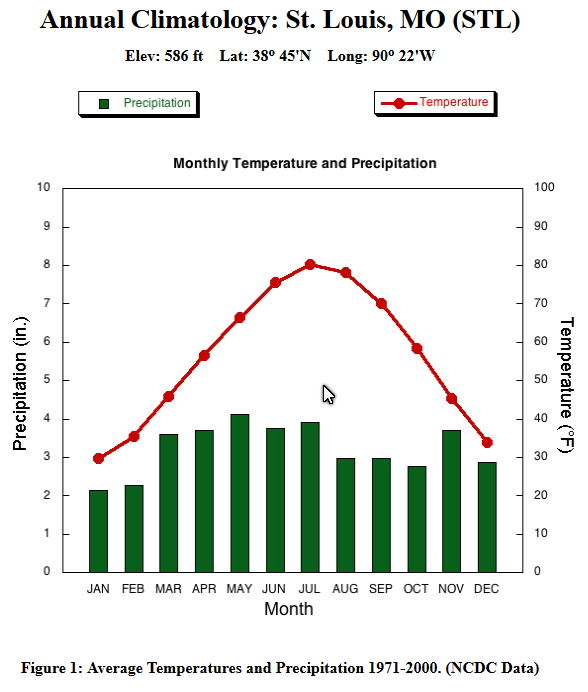 Annual Climatology: St. Louis, MO (STL)
Elev: 586 ft Lat: 38º 45'N Long: 90º 22'W
Precipitation
Temperature
Monthly Temperature and Precipitation
10
9
8
7
6
5
4
3
2
1
0
Precipitation (in.)
100
90
80
70
60
50
40
30
20
10
0
Temperature (°F)
JAN FEB MAR APR MAY JUN JUL AUG SEP OCT NOV DEC
Month
Figure 1: Average Temperatures and Precipitation 1971-2000. (NCDC Data)